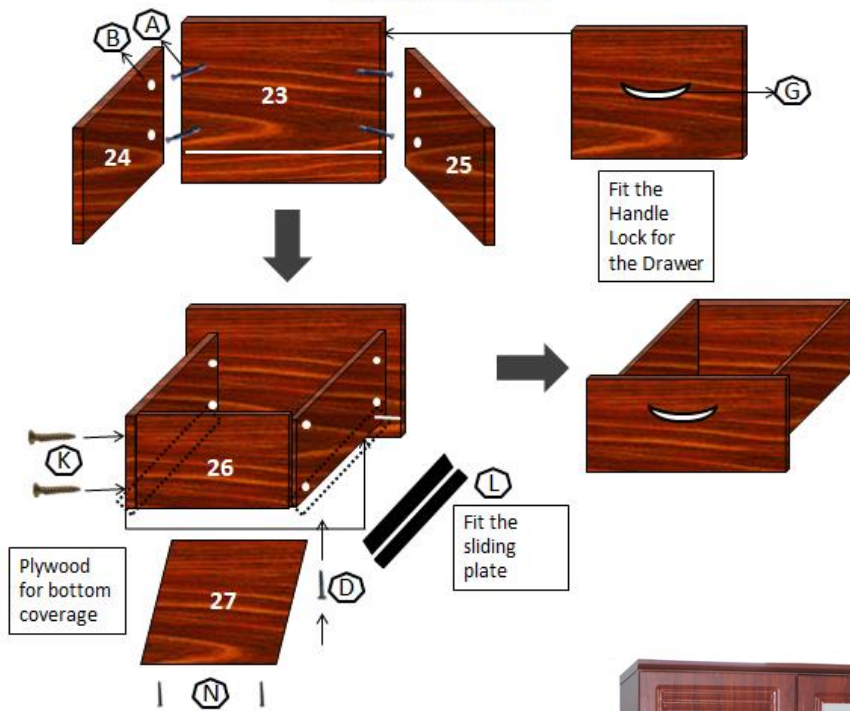 B
A
23
G
24
25
Fit the
Handle
Lock for
the Drawer
K
26
L
Fit the
sliding
plate
Plywood
for bottom
coverage
27
D
N